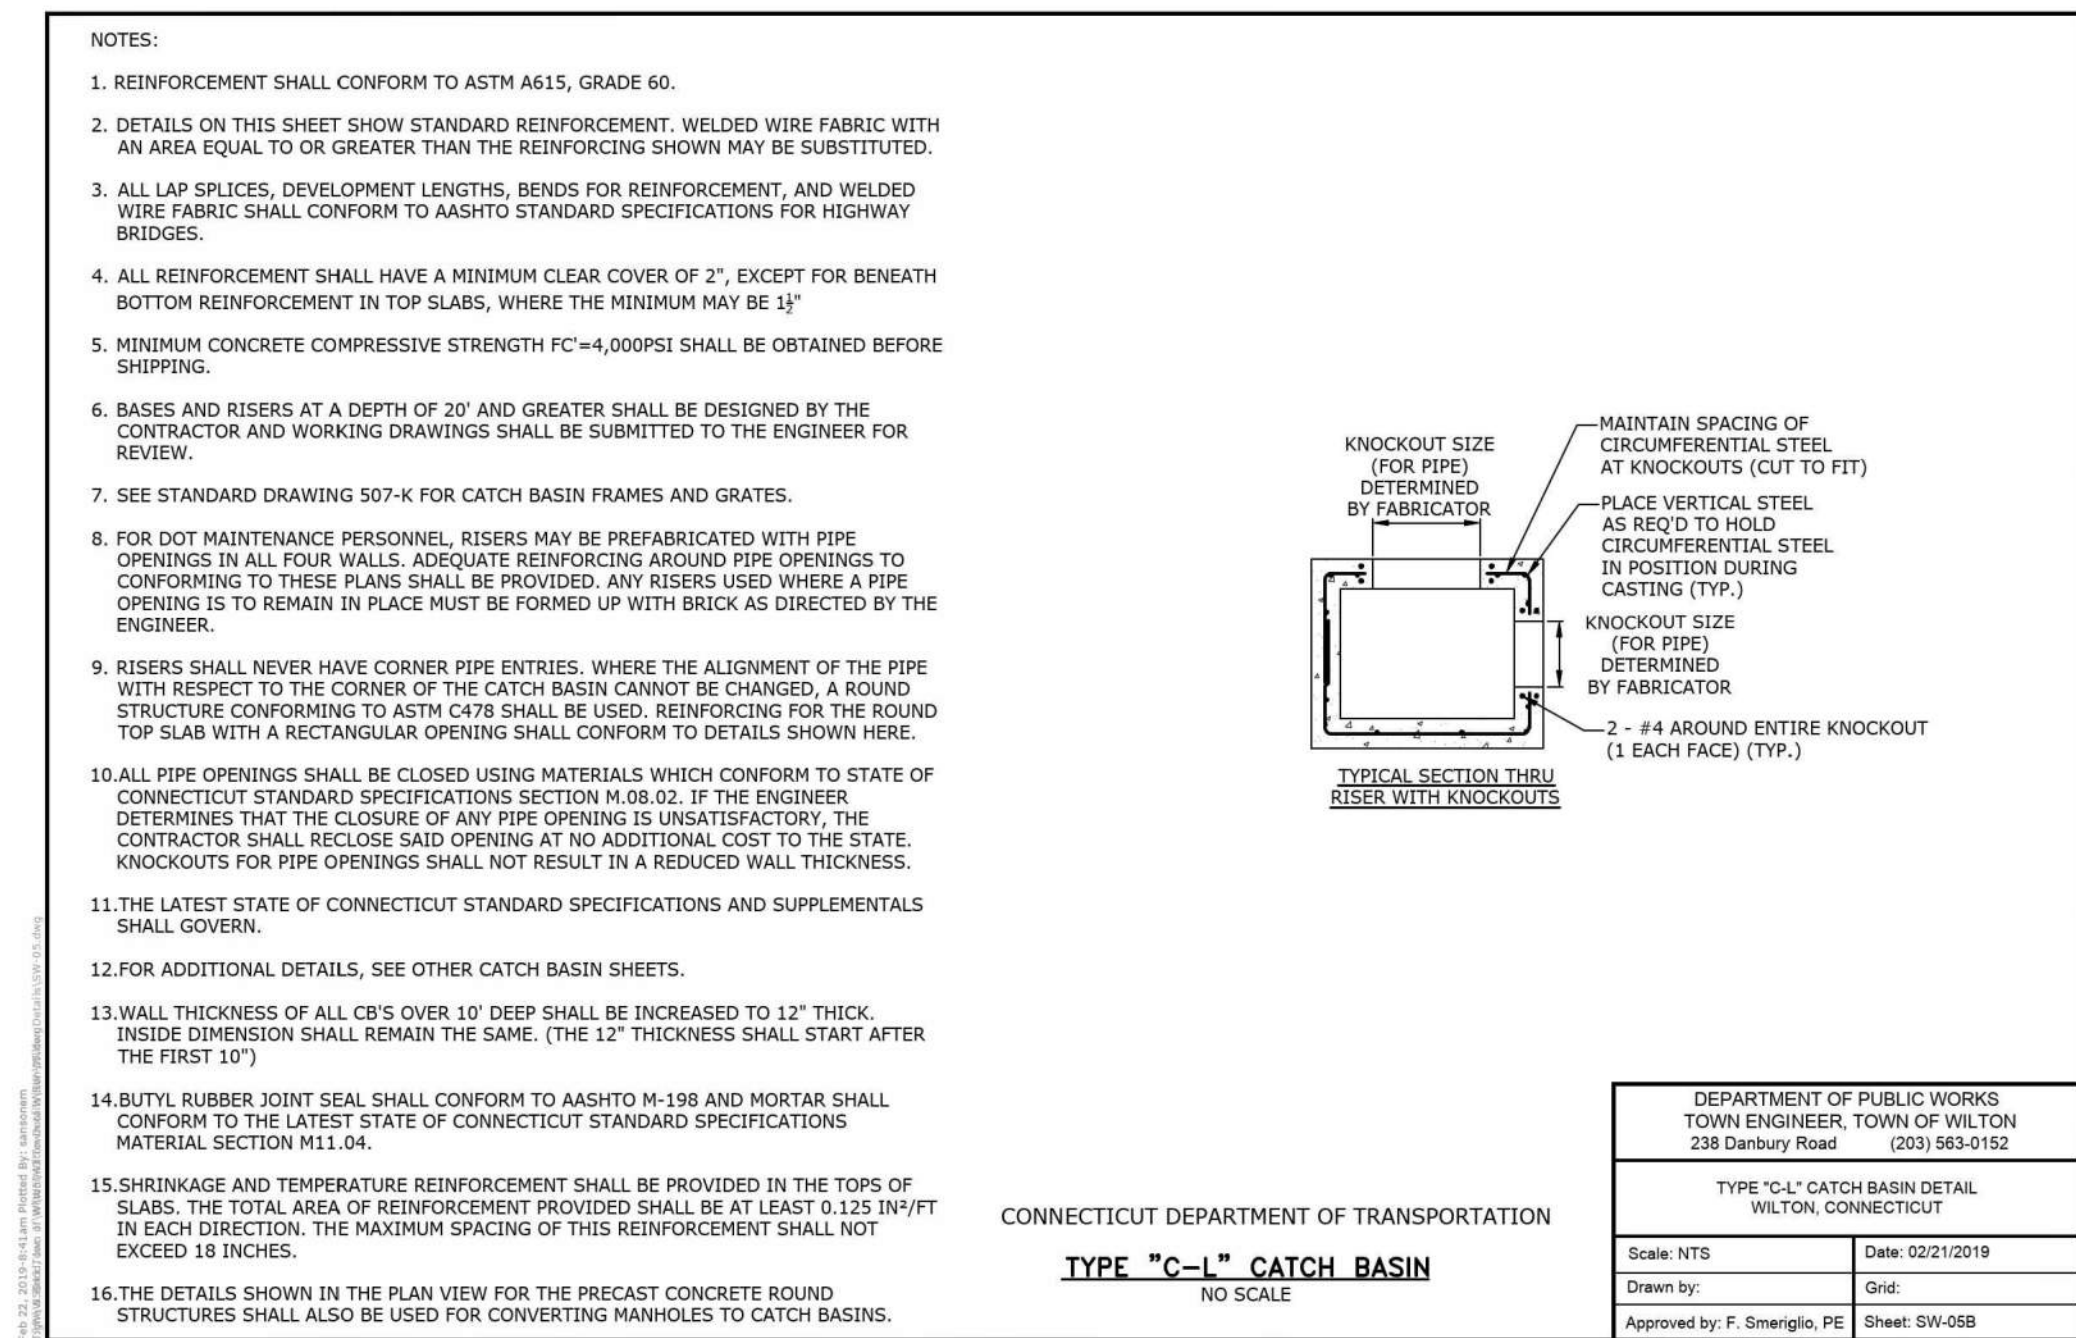 NOTES:
1. REINFORCEMENT SHALL CONFORM TO ASTM A615, GRADE 60.
2. DETAILS ON THIS SHEET SHOW STANDARD REINFORCEMENT. WELDED WIRE FABRIC WITH
AN AREA EQUAL TO OR GREATER THAN THE REINFORCING SHOWN MAY BE SUBSTITUTED.
3. ALL LAP SPLICES, DEVELOPMENT LENGTHS, BENDS FOR REINFORCEMENT, AND WELDED
WIRE FABRIC SHALL CONFORM TO AASHTO STANDARD SPECIFICATIONS FOR HIGHWAY
BRIDGES.
4. ALL REINFORCEMENT SHALL HAVE A MINIMUM CLEAR COVER OF 2", EXCEPT FOR BENEATH
BOTTOM REINFORCEMENT IN TOP SLABS, WHERE THE MINIMUM MAY BE 1½"
5. MINIMUM CONCRETE COMPRESSIVE STRENGTH FC'=4,000PSI SHALL BE OBTAINED BEFORE
SHIPPING.
6. BASES AND RISERS AT A DEPTH OF 20' AND GREATER SHALL BE DESIGNED BY THE
CONTRACTOR AND WORKING DRAWINGS SHALL BE SUBMITTED TO THE ENGINEER FOR
REVIEW.
7. SEE STANDARD DRAWING 507-K FOR CATCH BASIN FRAMES AND GRATES.
8. FOR DOT MAINTENANCE PERSONNEL, RISERS MAY BE PREFABRICATED WITH PIPE
OPENINGS IN ALL FOUR WALLS. ADEQUATE REINFORCING AROUND PIPE OPENINGS TO
CONFORMING TO THESE PLANS SHALL BE PROVIDED. ANY RISERS USED WHERE A PIPE
OPENING IS TO REMAIN IN PLACE MUST BE FORMED UP WITH BRICK AS DIRECTED BY THE
ENGINEER.
9. RISERS SHALL NEVER HAVE CORNER PIPE ENTRIES. WHERE THE ALIGNMENT OF THE PIPE
WITH RESPECT TO THE CORNER OF THE CATCH BASIN CANNOT BE CHANGED, A ROUND
STRUCTURE CONFORMING TO ASTM C478 SHALL BE USED. REINFORCING FOR THE ROUND
TOP SLAB WITH A RECTANGULAR OPENING SHALL CONFORM TO DETAILS SHOWN HERE.
10.ALL PIPE OPENINGS SHALL BE CLOSED USING MATERIALS WHICH CONFORM TO STATE OF
CONNECTICUT STANDARD SPECIFICATIONS SECTION M.08.02. IF THE ENGINEER
DETERMINES THAT THE CLOSURE OF ANY PIPE OPENING IS UNSATISFACTORY, THE
CONTRACTOR SHALL RECLOSE SAID OPENING AT NO ADDITIONAL COST TO THE STATE.
KNOCKOUTS FOR PIPE OPENINGS SHALL NOT RESULT IN A REDUCED WALL THICKNESS.
11.THE LATEST STATE OF CONNECTICUT STANDARD SPECIFICATIONS AND SUPPLEMENTALS
SHALL GOVERN.
12.FOR ADDITIONAL DETAILS, SEE OTHER CATCH BASIN SHEETS.
13.WALL THICKNESS OF ALL CB'S OVER 10' DEEP SHALL BE INCREASED TO 12" THICK.
INSIDE DIMENSION SHALL REMAIN THE SAME. (THE 12" THICKNESS SHALL START AFTER
THE FIRST 10")
14.BUTYL RUBBER JOINT SEAL SHALL CONFORM TO AASHTO M-198 AND MORTAR SHALL
CONFORM TO THE LATEST STATE OF CONNECTICUT STANDARD SPECIFICATIONS
MATERIAL SECTION M11.04.
15.SHRINKAGE AND TEMPERATURE REINFORCEMENT SHALL BE PROVIDED IN THE TOPS OF
SLABS. THE TOTAL AREA OF REINFORCEMENT PROVIDED SHALL BE AT LEAST 0.125 IN²/FT
IN EACH DIRECTION. THE MAXIMUM SPACING OF THIS REINFORCEMENT SHALL NOT
EXCEED 18 INCHES.
16.THE DETAILS SHOWN IN THE PLAN VIEW FOR THE PRECAST CONCRETE ROUND
STRUCTURES SHALL ALSO BE USED FOR CONVERTING MANHOLES TO CATCH BASINS.
KNOCKOUT SIZE
(FOR PIPE)
DETERMINED
BY FABRICATOR
MAINTAIN SPACING OF
CIRCUMFERENTIAL STEEL
AT KNOCKOUTS (CUT TO FIT)
PLACE VERTICAL STEEL
AS REQ'D TO HOLD
CIRCUMFERENTIAL STEEL
IN POSITION DURING
CASTING (TYP.)
KNOCKOUT SIZE
(FOR PIPE)
DETERMINED
BY FABRICATOR
2 - #4 AROUND ENTIRE KNOCKOUT
(1 EACH FACE) (TYP.)
TYPICAL SECTION THRU
RISER WITH KNOCKOUTS
CONNECTICUT DEPARTMENT OF TRANSPORTATION
TYPE "C-L" CATCH BASIN
NO SCALE
DEPARTMENT OF PUBLIC WORKS
TOWN ENGINEER, TOWN OF WILTON
238 Danbury Road (203) 563-0152
TYPE "C-L" CATCH BASIN DETAIL
WILTON, CONNECTICUT
Scale: NTS
Date: 02/21/2019
Drawn by:
Grid:
Approved by: F. Smeriglio, PE
Sheet: SW-05B
22, 2019-8:41am Plotted By: sansonem